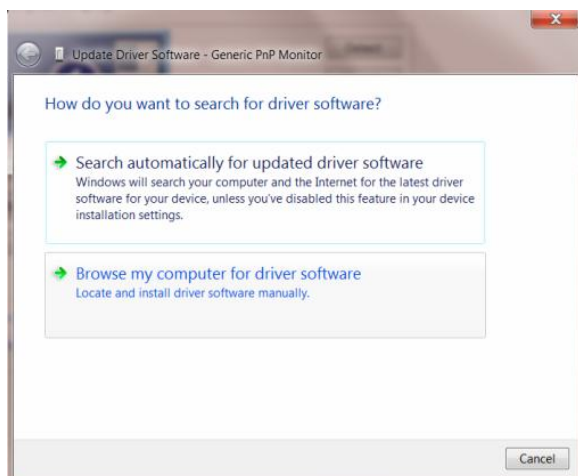 Update Driver Software - Generic PnP Monitor
How do you want to search for driver software?
Search automatically for updated driver software
Windows will search your computer and the Internet for the latest driver
software for your device, unless you've disabled this feature in your device
installation settings.
Browse my computer for driver software
Locate and install driver software manually.
Cancel